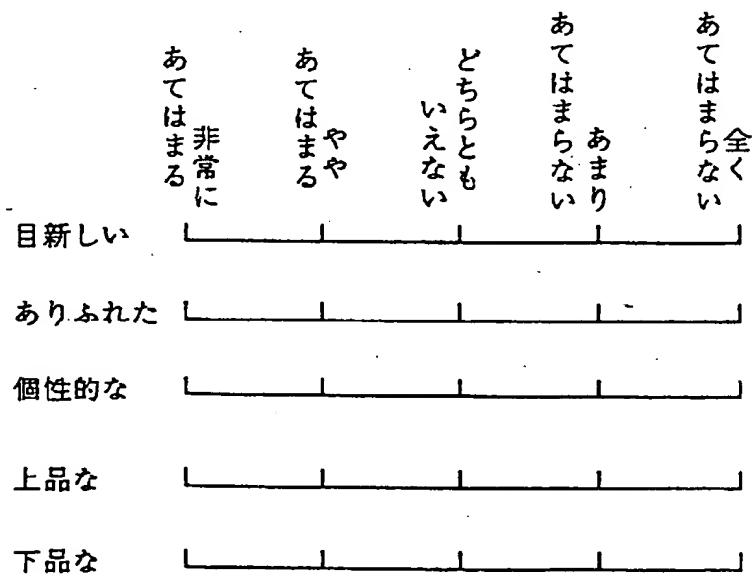 非常に
あてはまる
やや
あてはまる
どちらとも
いえない
あまり
あてはまらない
全く
あてはまらない
目新しい
ありふれた
個性的な
上品な
下品な